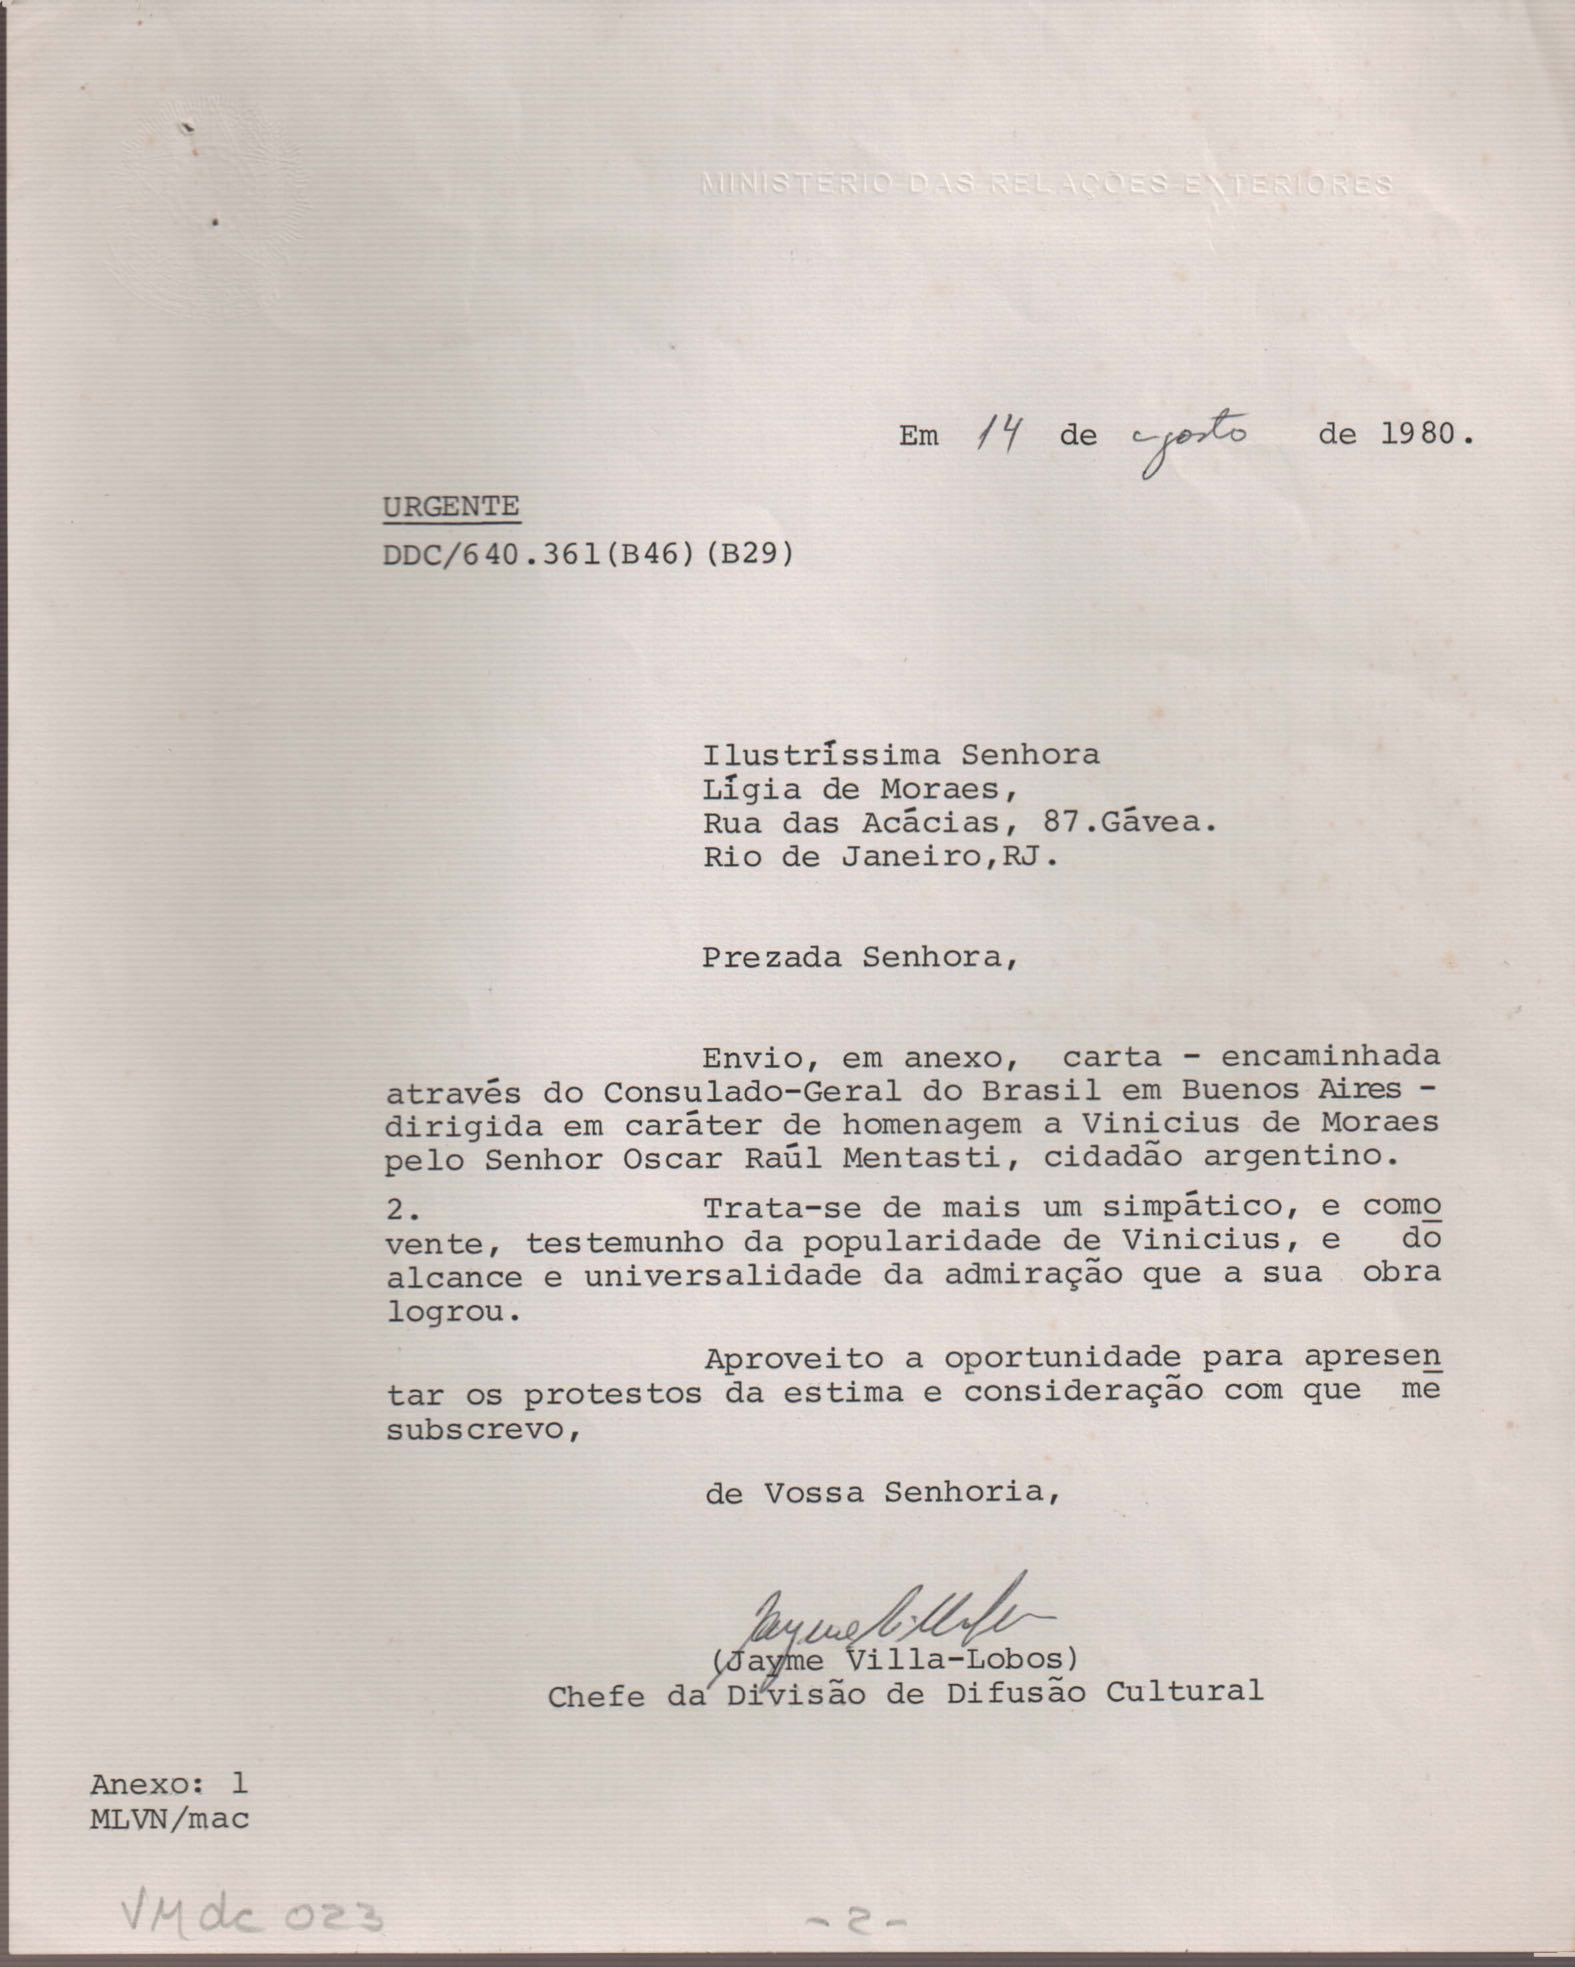 MINISTÉRIO DAS RELAÇÕES EXTERIORES
Em 14 de agosto de 1980.
URGENTE
DDC/640.361(B46)(B29)
Ilustríssima Senhora
Lígia de Moraes,
Rua das Acácias, 87.Gávea.
Rio de Janeiro,RJ.
Prezada Senhora,
Envio, em anexo, carta - encaminhada
através do Consulado-Geral do Brasil em Buenos Aires -
dirigida em caráter de homenagem a Vinicius de Moraes
pelo Senhor Oscar Raúl Mentasti, cidadão argentino.
2. Trata-se de mais um simpático, e como
vente, testemunho da popularidade de Vinicius, e do
alcance e universalidade da admiração que a sua obra
logrou.
Aproveito a oportunidade para apresen
tar os protestos da estima e consideração com que me
subscrevo,
de Vossa Senhoria,
Jayme Villa-Lobos
(Jayme Villa-Lobos)
Chefe da Divisão de Difusão Cultural
Anexo: 1
MLVN/mac
VMdc 023
-2-